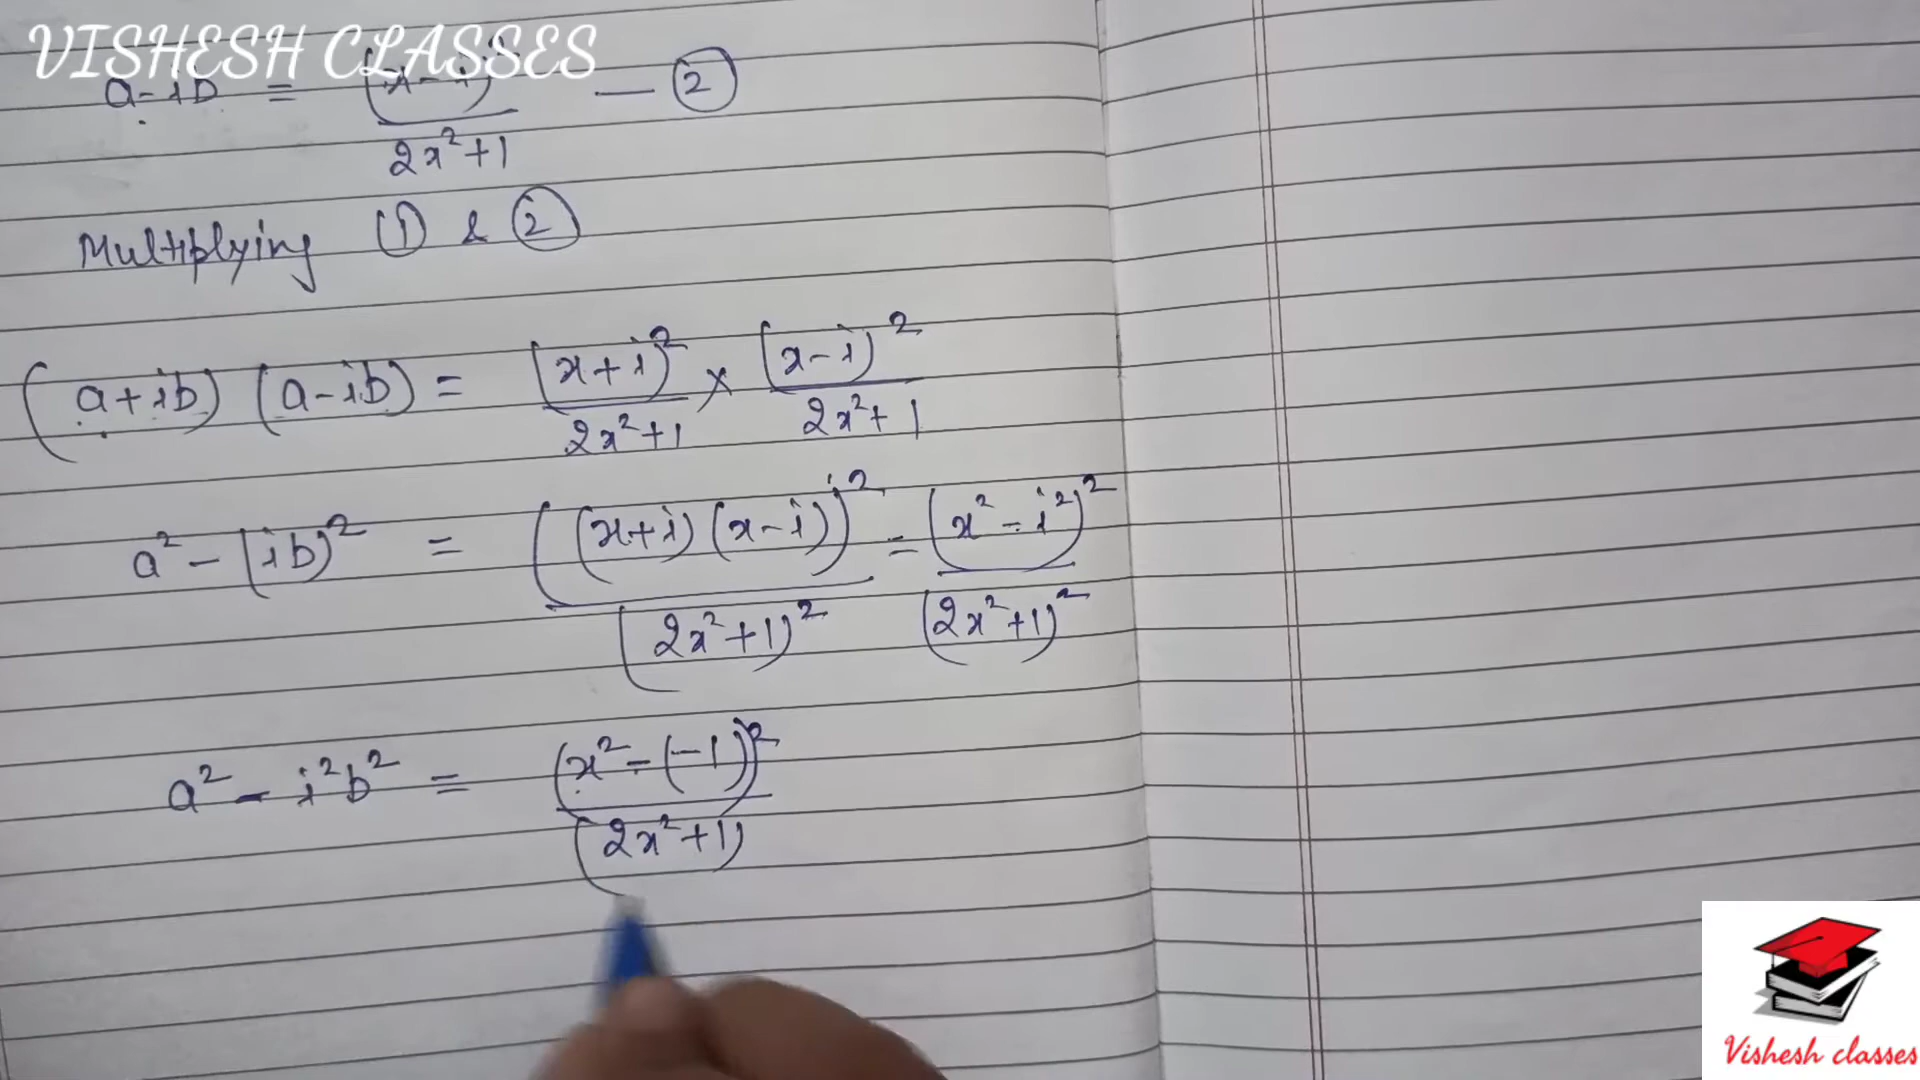 VISHESH CLASSES
a-ib = (x-i)² — ②
2x²+1
Multiplying ① & ②
(a+ib) (a-ib) = (x+i)² × (x-i)²
2x²+1 2x²+1
a² - (ib)² = ((x+i)(x-i))² = (x² - i²)²
(2x²+1)² (2x²+1)²
a² - i²b² = (x² - (-1))²
(2x²+1)
Vishesh classes